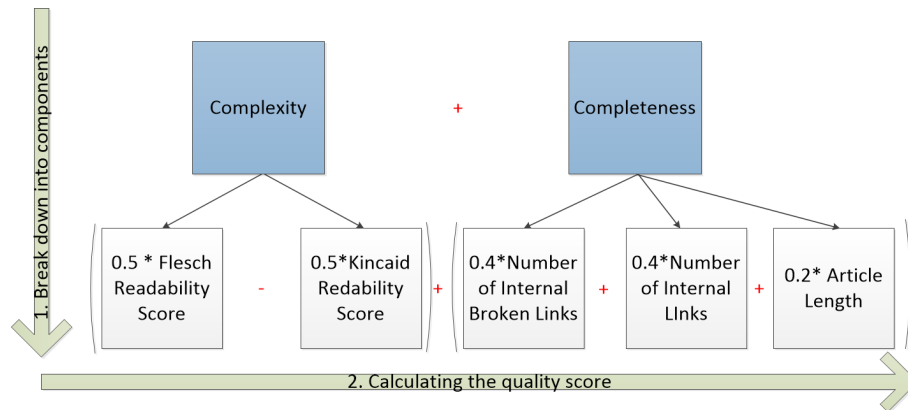 1. Break down into components
Complexity
+
Completeness
0.5 * Flesch
Readability
Score
-
0.5*Kincaid
Redability
Score
+
0.4*Number
of Internal
Broken Links
+
0.4*Number
of Internal
LInks
+
0.2* Article
Length
2. Calculating the quality score